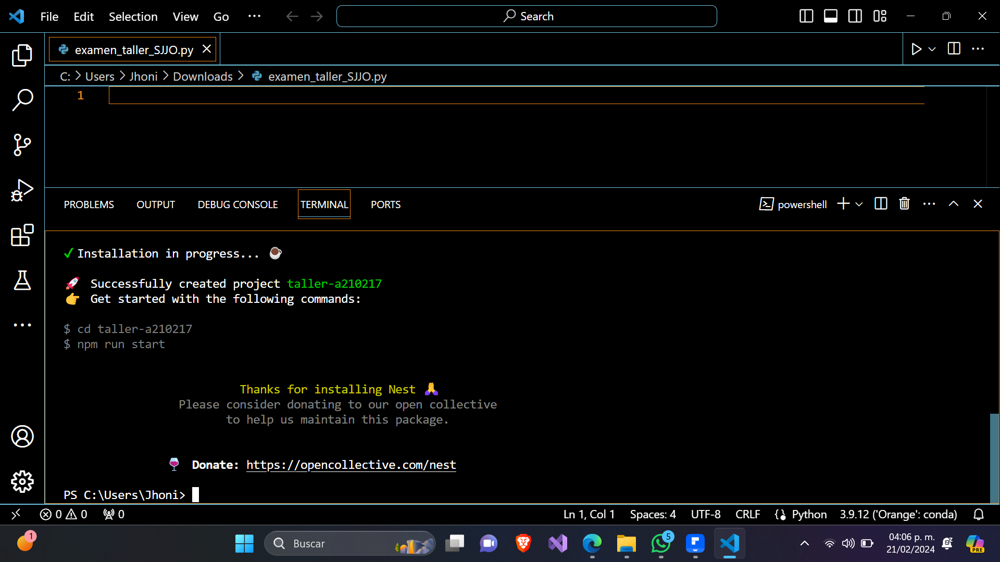 File Edit Selection View Go ··· Search
examen_taller_SJJO.py
C: > Users > Jhoni > Downloads > examen_taller_SJJO.py
1
PROBLEMS OUTPUT DEBUG CONSOLE TERMINAL PORTS powershell
✓ Installation in progress... ☕
🚀 Successfully created project taller-a210217
👉 Get started with the following commands:
$ cd taller-a210217
$ npm run start
Thanks for installing Nest 🙏
Please consider donating to our open collective
to help us maintain this package.
🍷 Donate: https://opencollective.com/nest
PS C:\Users\Jhoni>
0 0 0 Ln 1, Col 1 Spaces: 4 UTF-8 CRLF Python 3.9.12 ('Orange': conda)
1 Buscar 5 04:06 p. m.
21/02/2024 PRE